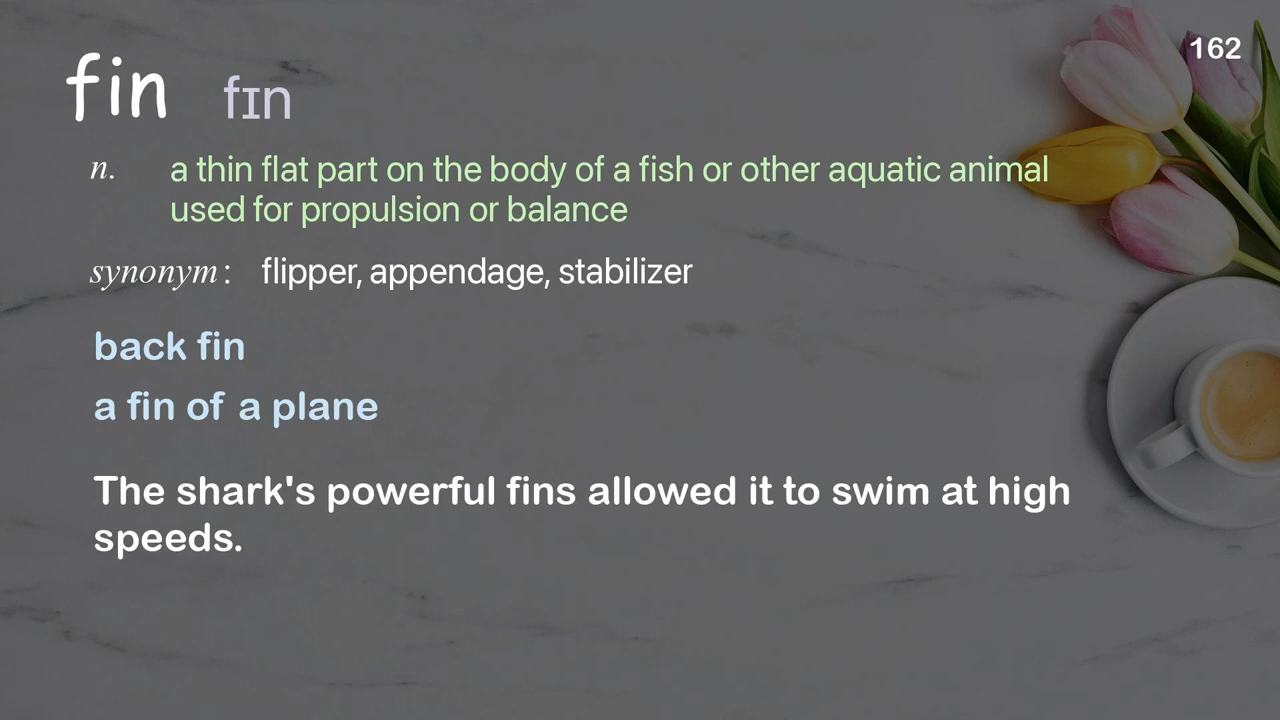 162
fin fɪn
n. a thin flat part on the body of a fish or other aquatic animal
used for propulsion or balance
synonym: flipper, appendage, stabilizer
back fin
a fin of a plane
The shark's powerful fins allowed it to swim at high
speeds.